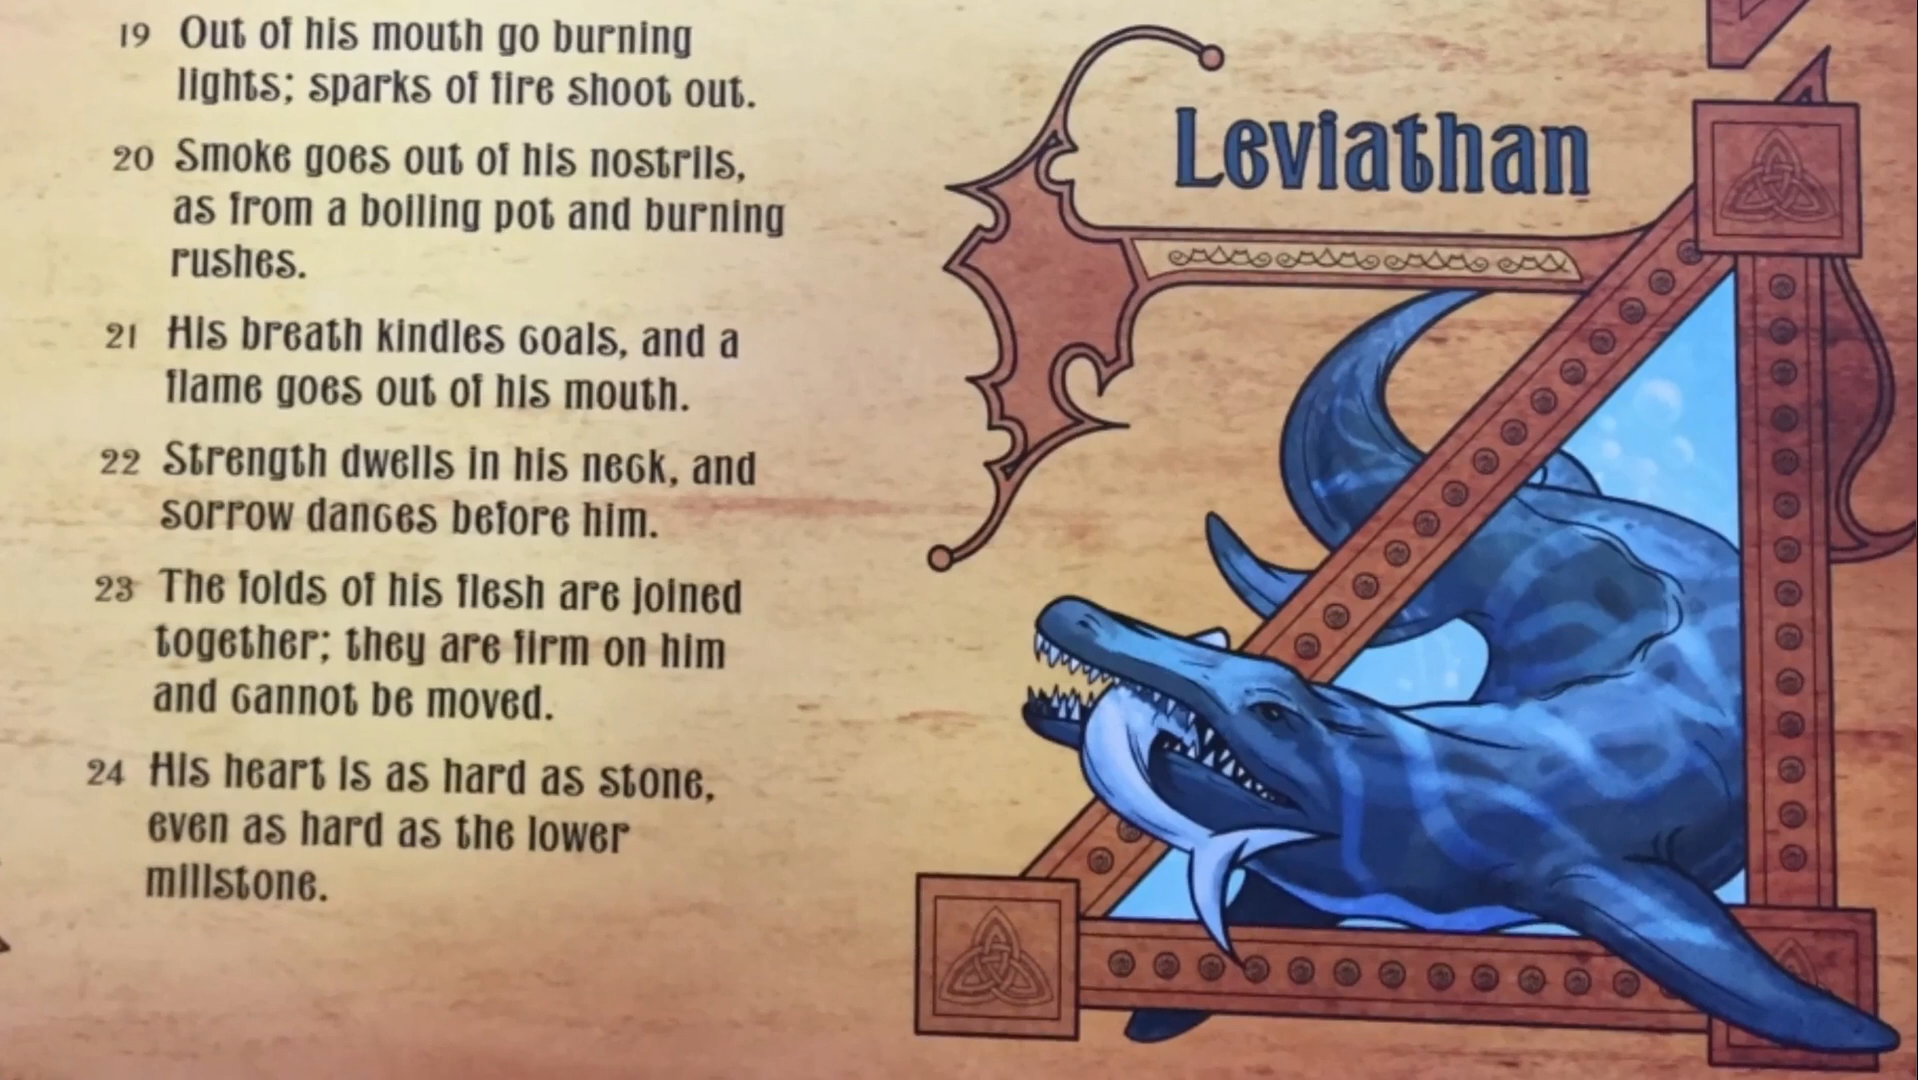 19 Out of his mouth go burning
lights; sparks of fire shoot out.
20 Smoke goes out of his nostrils,
as from a boiling pot and burning
rushes.
21 His breath kindles coals, and a
flame goes out of his mouth.
22 Strength dwells in his neck, and
sorrow dances before him.
23 The folds of his flesh are joined
together; they are firm on him
and cannot be moved.
24 His heart is as hard as stone,
even as hard as the lower
millstone.
Leviathan